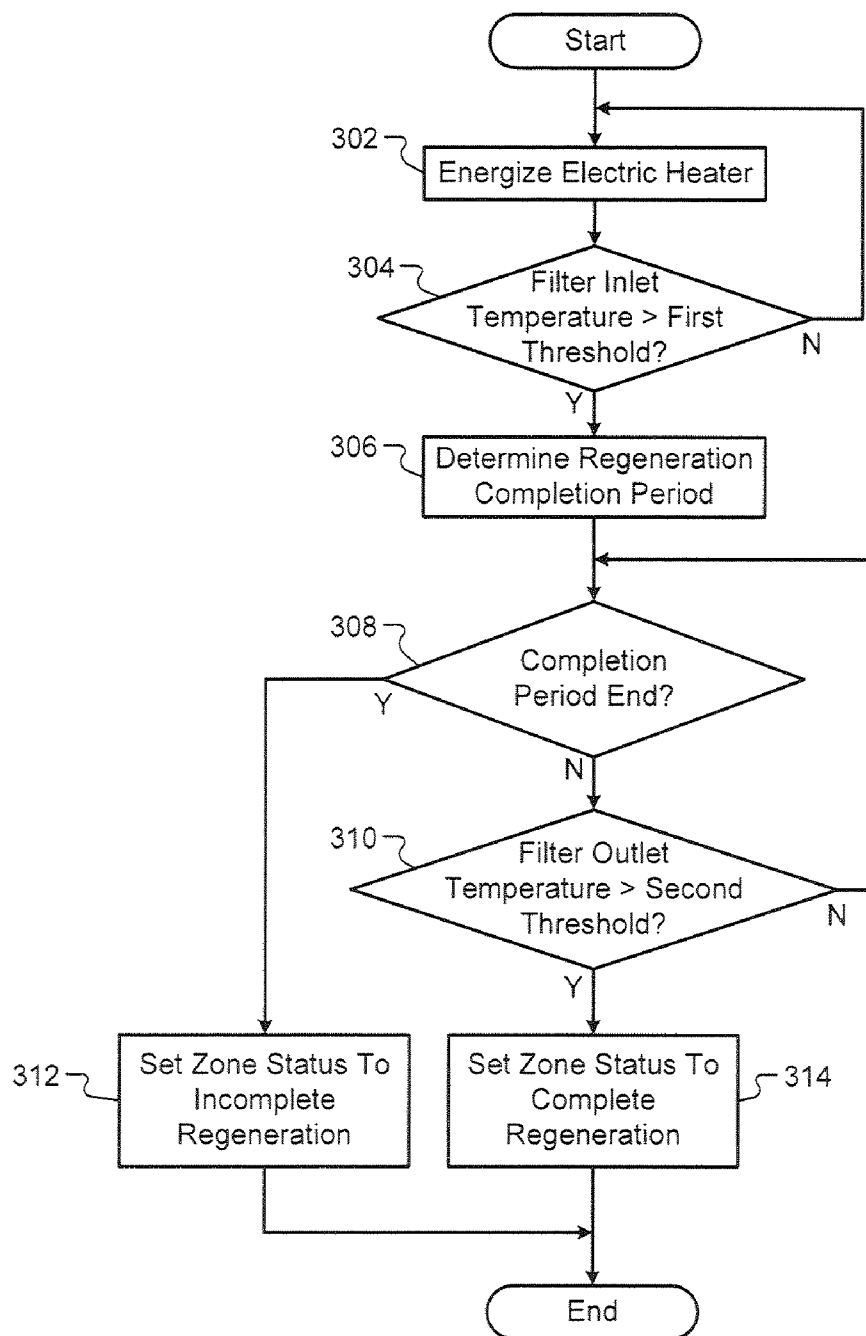 Start
302
Energize Electric Heater
304
Filter Inlet
Temperature > First
Threshold?
N
Y
306
Determine Regeneration
Completion Period
308
Completion
Period End?
Y
N
310
Filter Outlet
Temperature > Second
Threshold?
N
Y
312
Set Zone Status To
Incomplete
Regeneration
Set Zone Status To
Complete
Regeneration
314
End